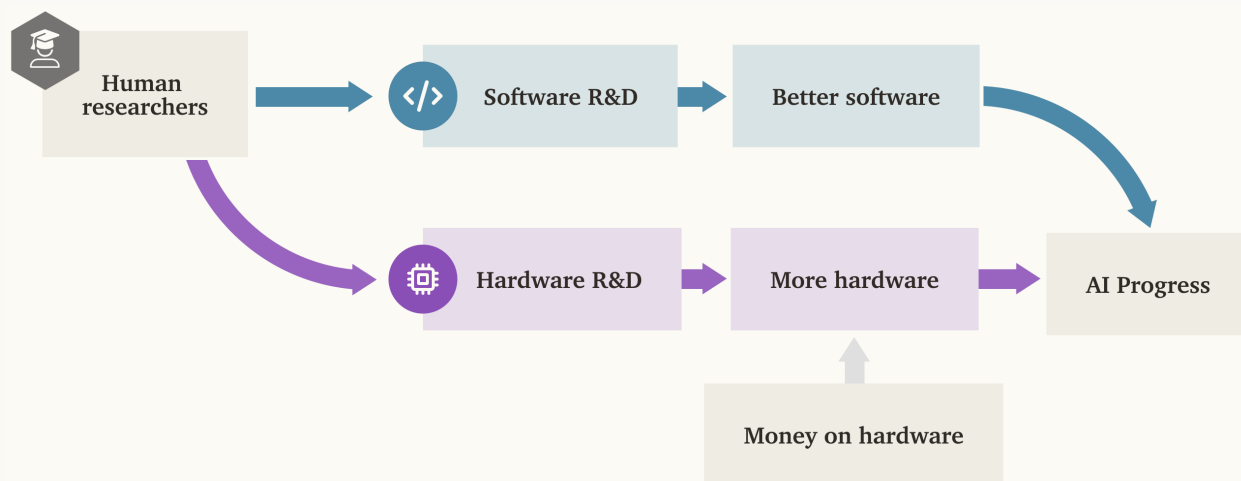 Human
researchers
Software R&D
Better software
Hardware R&D
More hardware
AI Progress
Money on hardware